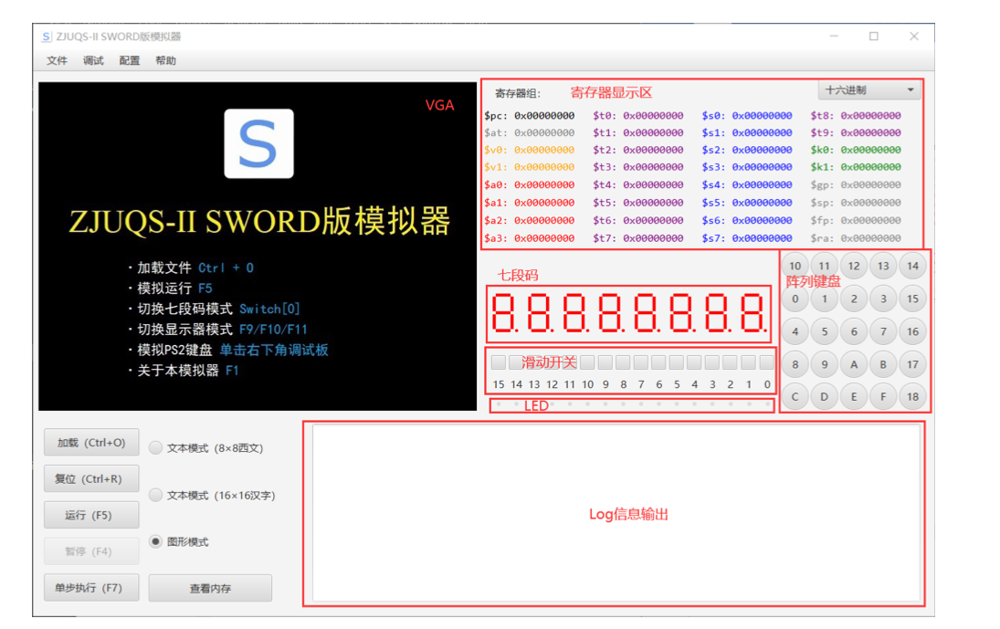 S ZJUQS-II SWORD版模拟器
文件 调试 配置 帮助
VGA
S
ZJUQS-II SWORD版模拟器
·加载文件 Ctrl + O
·模拟运行 F5
·切换七段码模式 Switch[0]
·切换显示器模式 F9/F10/F11
·模拟PS2键盘 单击右下角调试板
·关于本模拟器 F1
寄存器组: 寄存器显示区 十六进制
$pc: 0x00000000 $t0: 0x00000000 $s0: 0x00000000 $t8: 0x00000000
$at: 0x00000000 $t1: 0x00000000 $s1: 0x00000000 $t9: 0x00000000
$v0: 0x00000000 $t2: 0x00000000 $s2: 0x00000000 $k0: 0x00000000
$v1: 0x00000000 $t3: 0x00000000 $s3: 0x00000000 $k1: 0x00000000
$a0: 0x00000000 $t4: 0x00000000 $s4: 0x00000000 $gp: 0x00000000
$a1: 0x00000000 $t5: 0x00000000 $s5: 0x00000000 $sp: 0x00000000
$a2: 0x00000000 $t6: 0x00000000 $s6: 0x00000000 $fp: 0x00000000
$a3: 0x00000000 $t7: 0x00000000 $s7: 0x00000000 $ra: 0x00000000
七段码
8.8.8.8.8.8.8.8.
滑动开关
15 14 13 12 11 10 9 8 7 6 5 4 3 2 1 0
LED
10 11 12 13 14
阵列键盘
0 1 2 3 15
4 5 6 7 16
8 9 A B 17
C D E F 18
加载 (Ctrl+O)
复位 (Ctrl+R)
运行 (F5)
暂停 (F4)
单步执行 (F7)
文本模式 (8×8西文)
文本模式 (16×16汉字)
图形模式
查看内存
Log信息输出